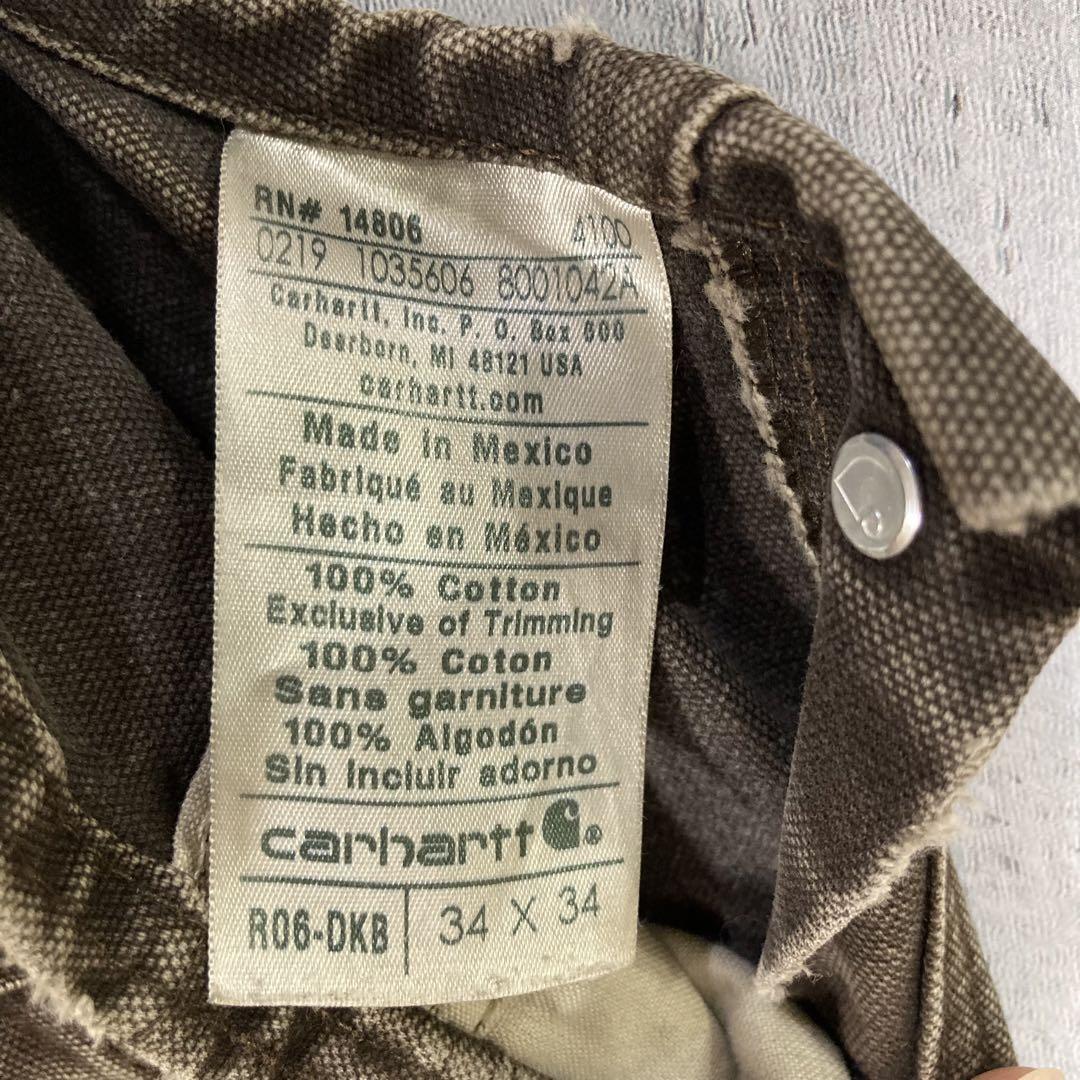 RN# 14806 4100
0219 1035606 8001042A
Carhartt, Inc. P. O. Box 600
Dearborn, MI 48121 USA
carhartt.com
Made in Mexico
Fabriqué au Mexique
Hecho en México
100% Cotton
Exclusive of Trimming
100% Coton
Sans garniture
100% Algodón
Sin incluir adorno
carhartt®
R06-DKB 34 X 34